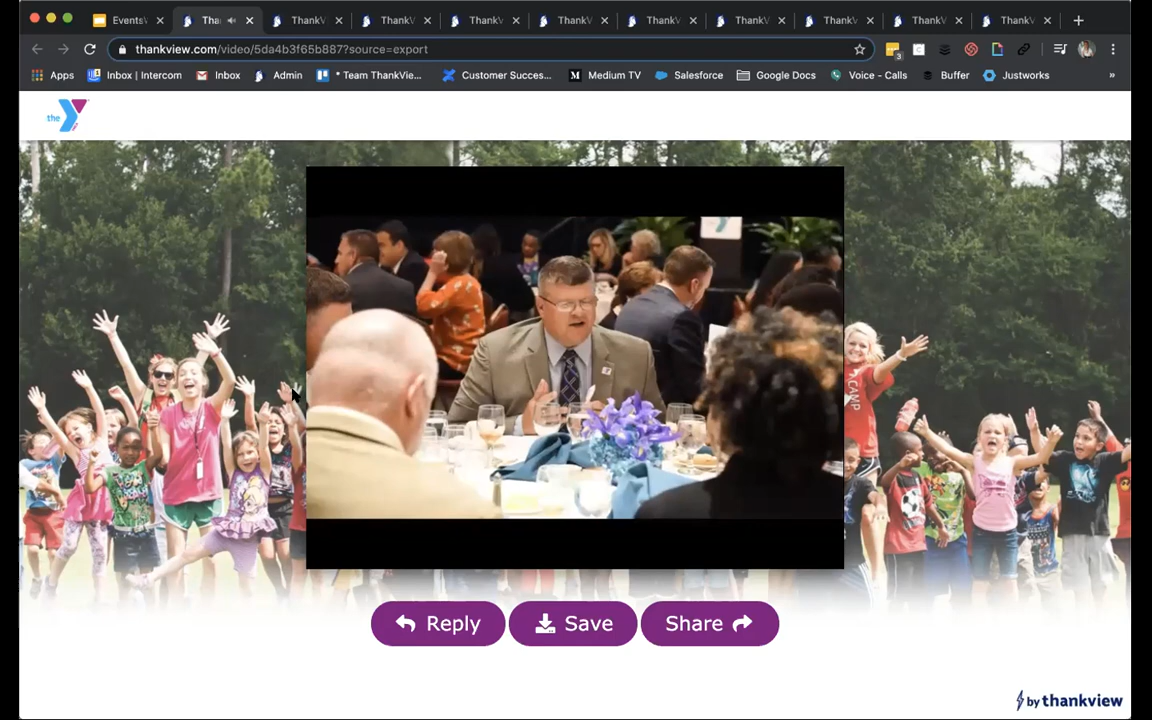 Events\
Tha
ThankV
ThankV
ThankV
ThankV
ThankV
ThankV
ThankV
ThankV
ThankV
thankview.com/video/5da4b3f65b887?source=export
3
Apps
Inbox | Intercom
Inbox
Admin
* Team ThankVie...
Customer Succes...
Medium TV
Salesforce
Google Docs
Voice - Calls
Buffer
Justworks
»
the
CAMP
Reply
Save
Share
by thankview